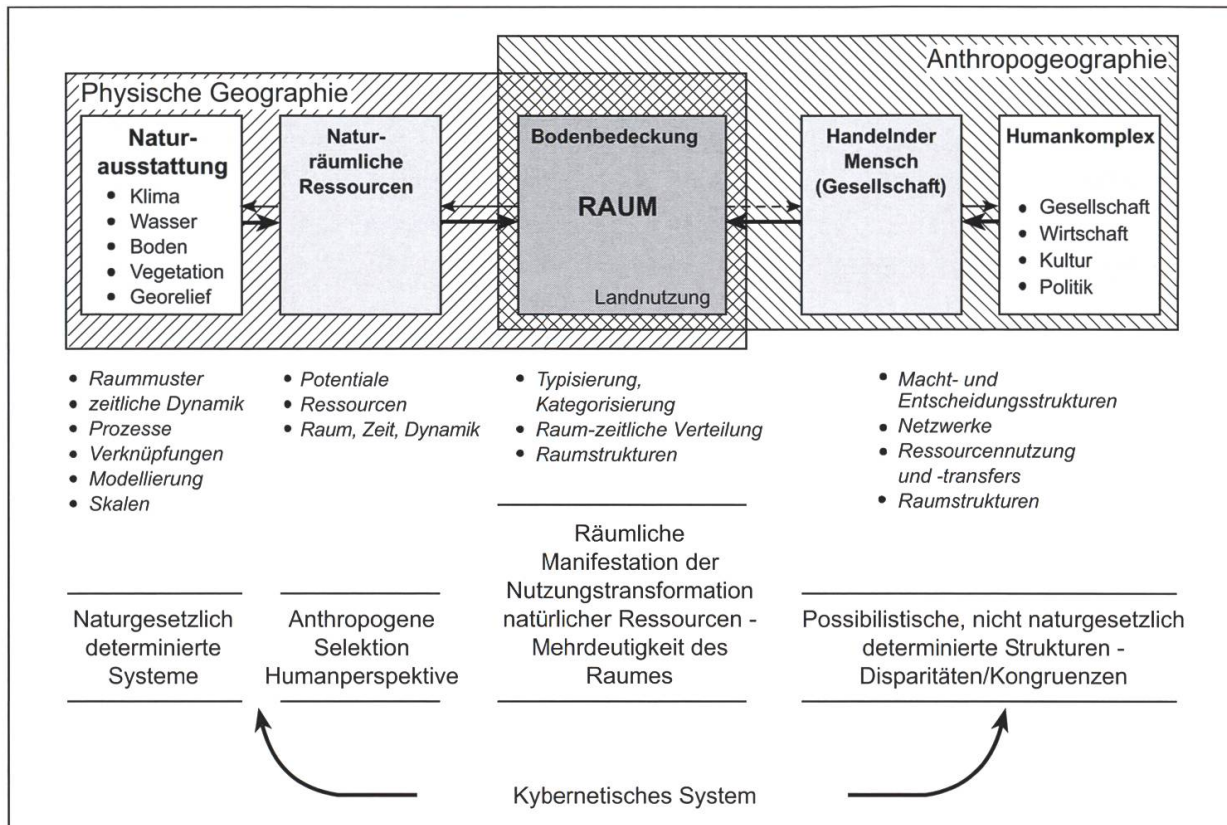 Anthropogeographie
Physische Geographie
Natur-
ausstattung
• Klima
• Wasser
• Boden
• Vegetation
• Georelief
Natur-
räumliche
Ressourcen
Bodenbedeckung
RAUM
Landnutzung
Handelnder
Mensch
(Gesellschaft)
Humankomplex
• Gesellschaft
• Wirtschaft
• Kultur
• Politik
• Raummuster
• zeitliche Dynamik
• Prozesse
• Verknüpfungen
• Modellierung
• Skalen
• Potentiale
• Ressourcen
• Raum, Zeit, Dynamik
• Typisierung,
Kategorisierung
• Raum-zeitliche Verteilung
• Raumstrukturen
• Macht- und
Entscheidungsstrukturen
• Netzwerke
• Ressourcennutzung
und -transfers
• Raumstrukturen
Naturgesetzlich
determinierte
Systeme
Anthropogene
Selektion
Humanperspektive
Räumliche
Manifestation der
Nutzungstransformation
natürlicher Ressourcen -
Mehrdeutigkeit des
Raumes
Possibilistische, nicht naturgesetzlich
determinierte Strukturen -
Disparitäten/Kongruenzen
Kybernetisches System